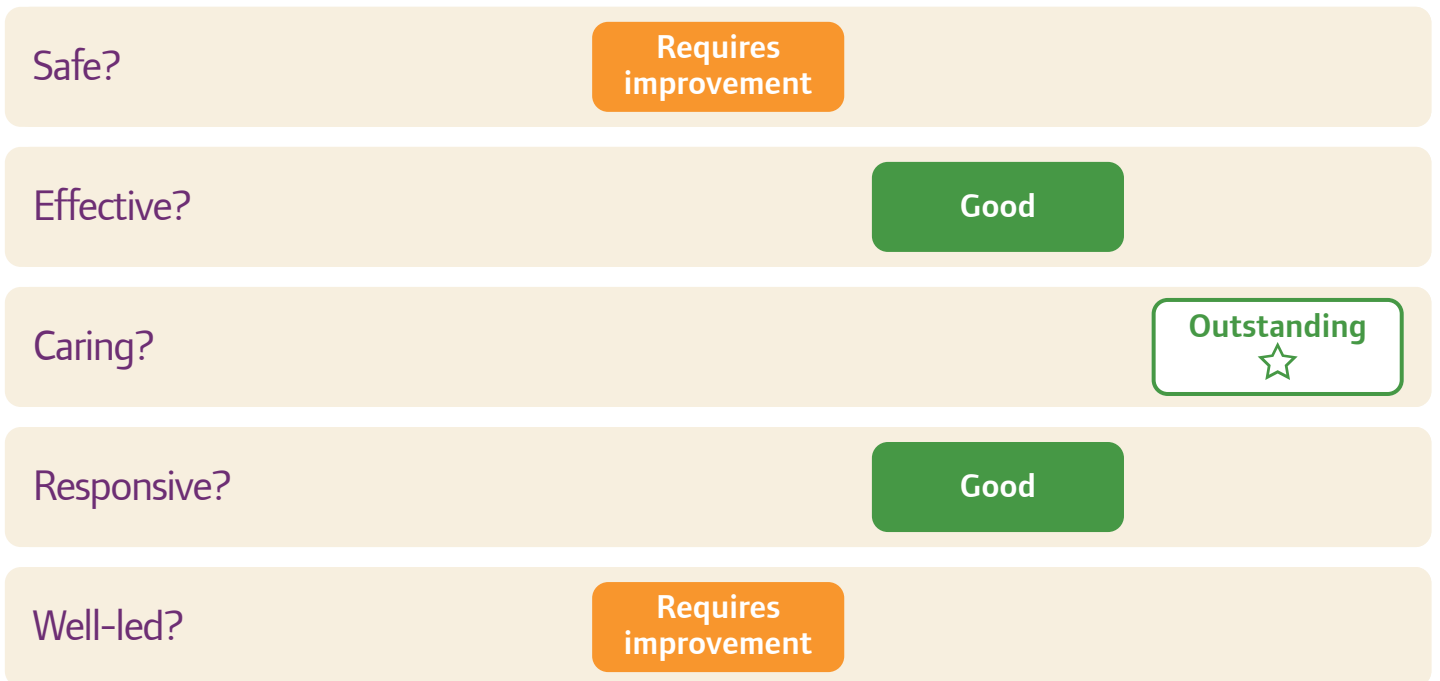 Safe?
Requires
improvement
Effective?
Good
Caring?
Outstanding
Responsive?
Good
Well-led?
Requires
improvement